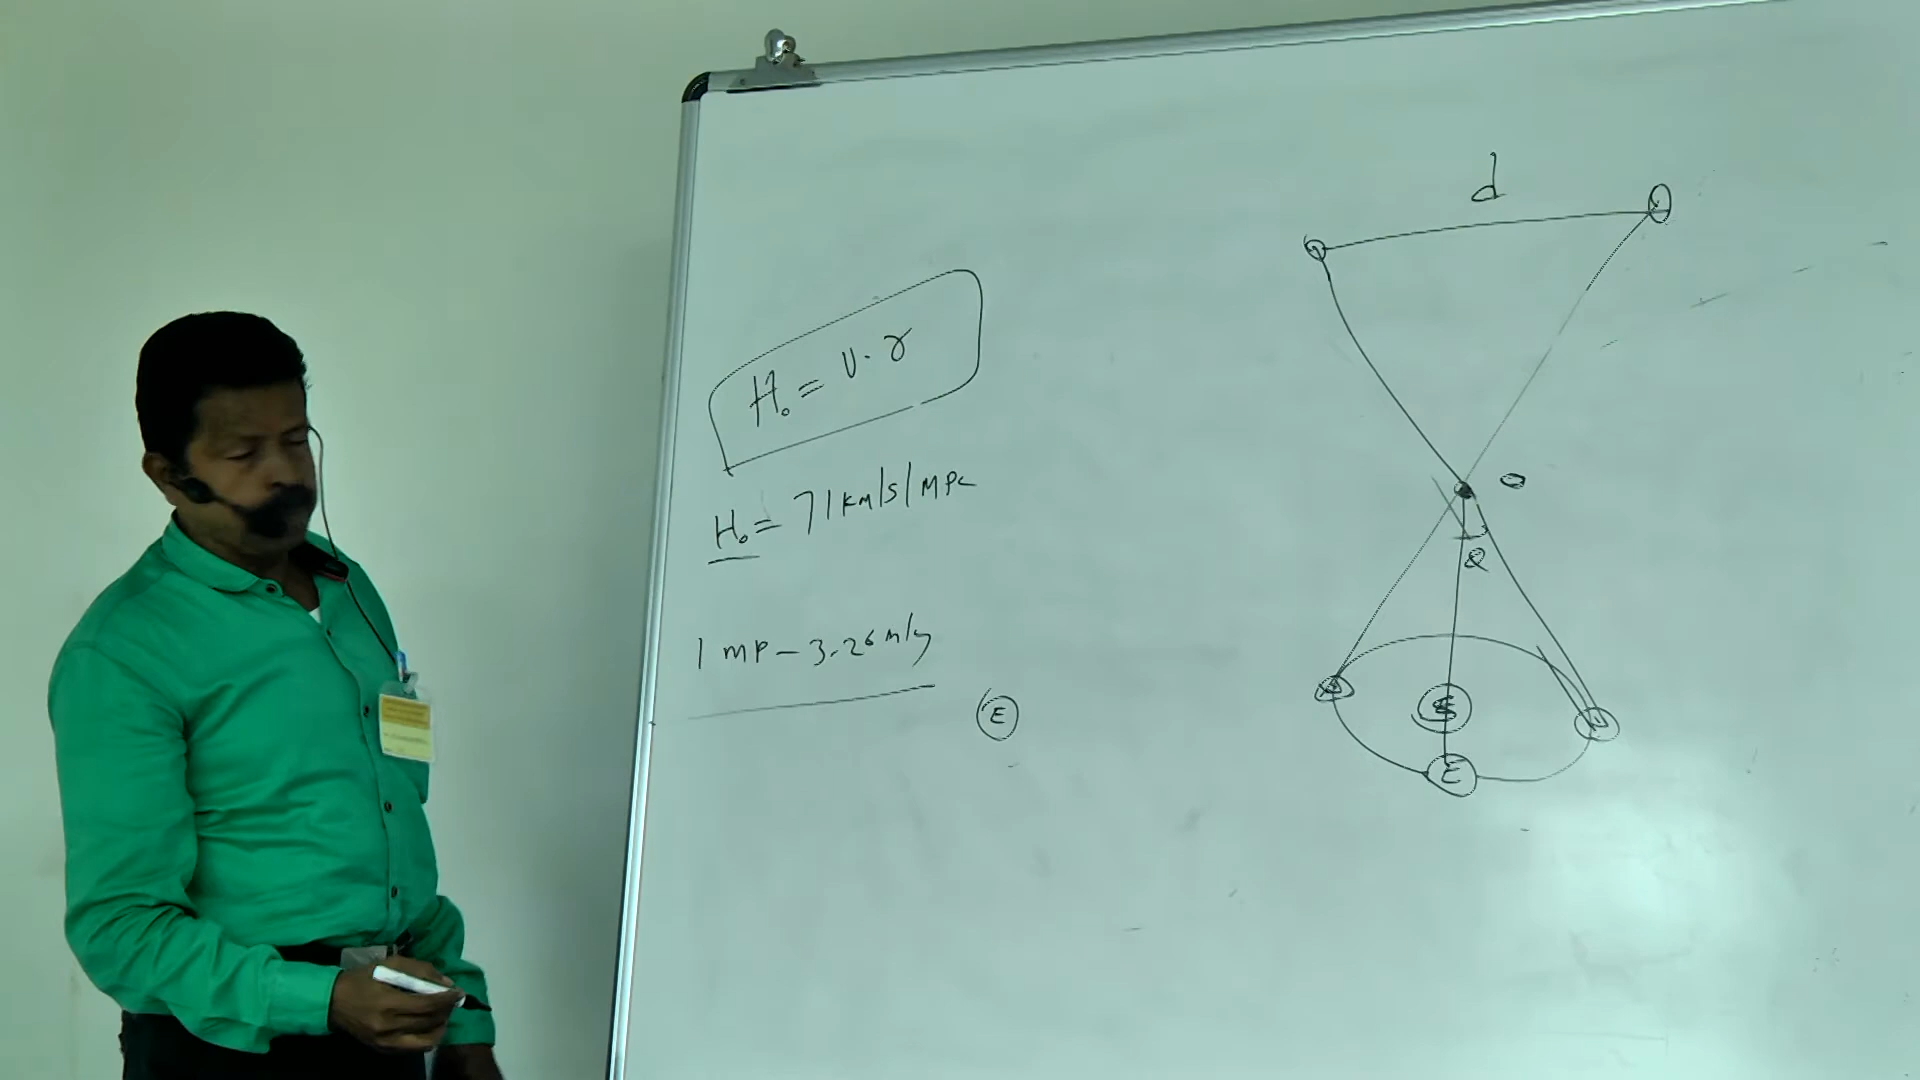 H₀ = v · r
H₀ = 71 km/s/MPc
1 MP – 3.26 mly
E
d
E